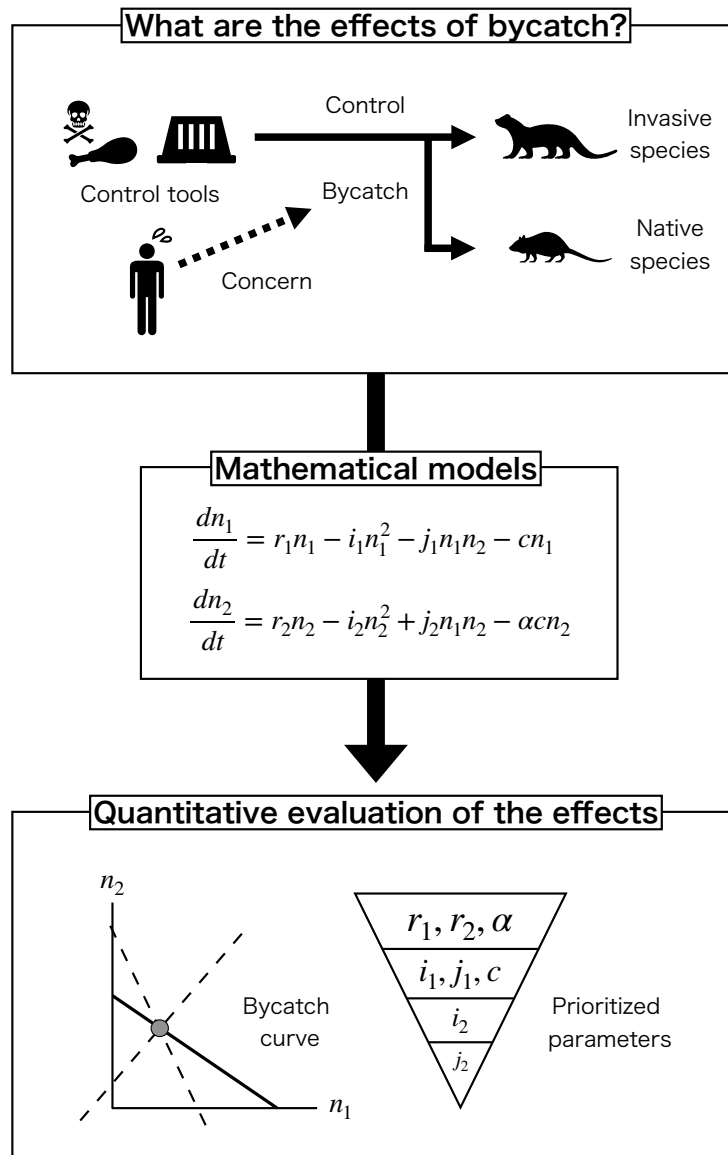 What are the effects of bycatch?
Control
Invasive
species
Control tools
Bycatch
Native
species
Concern
Mathematical models
dn₁/dt = r₁n₁ − i₁n₁² − j₁n₁n₂ − cn₁
dn₂/dt = r₂n₂ − i₂n₂² + j₂n₁n₂ − αcn₂
Quantitative evaluation of the effects
n₂
Bycatch
curve
n₁
r₁, r₂, α
i₁, j₁, c
i₂
j₂
Prioritized
parameters